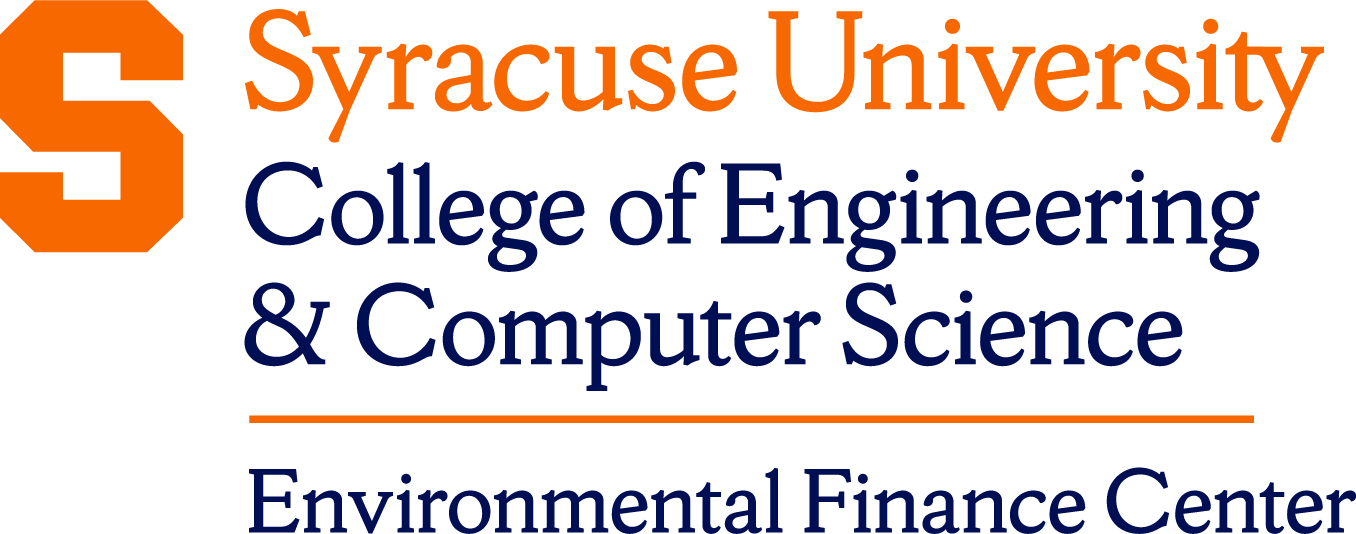 S
Syracuse University
College of Engineering
& Computer Science
Environmental Finance Center